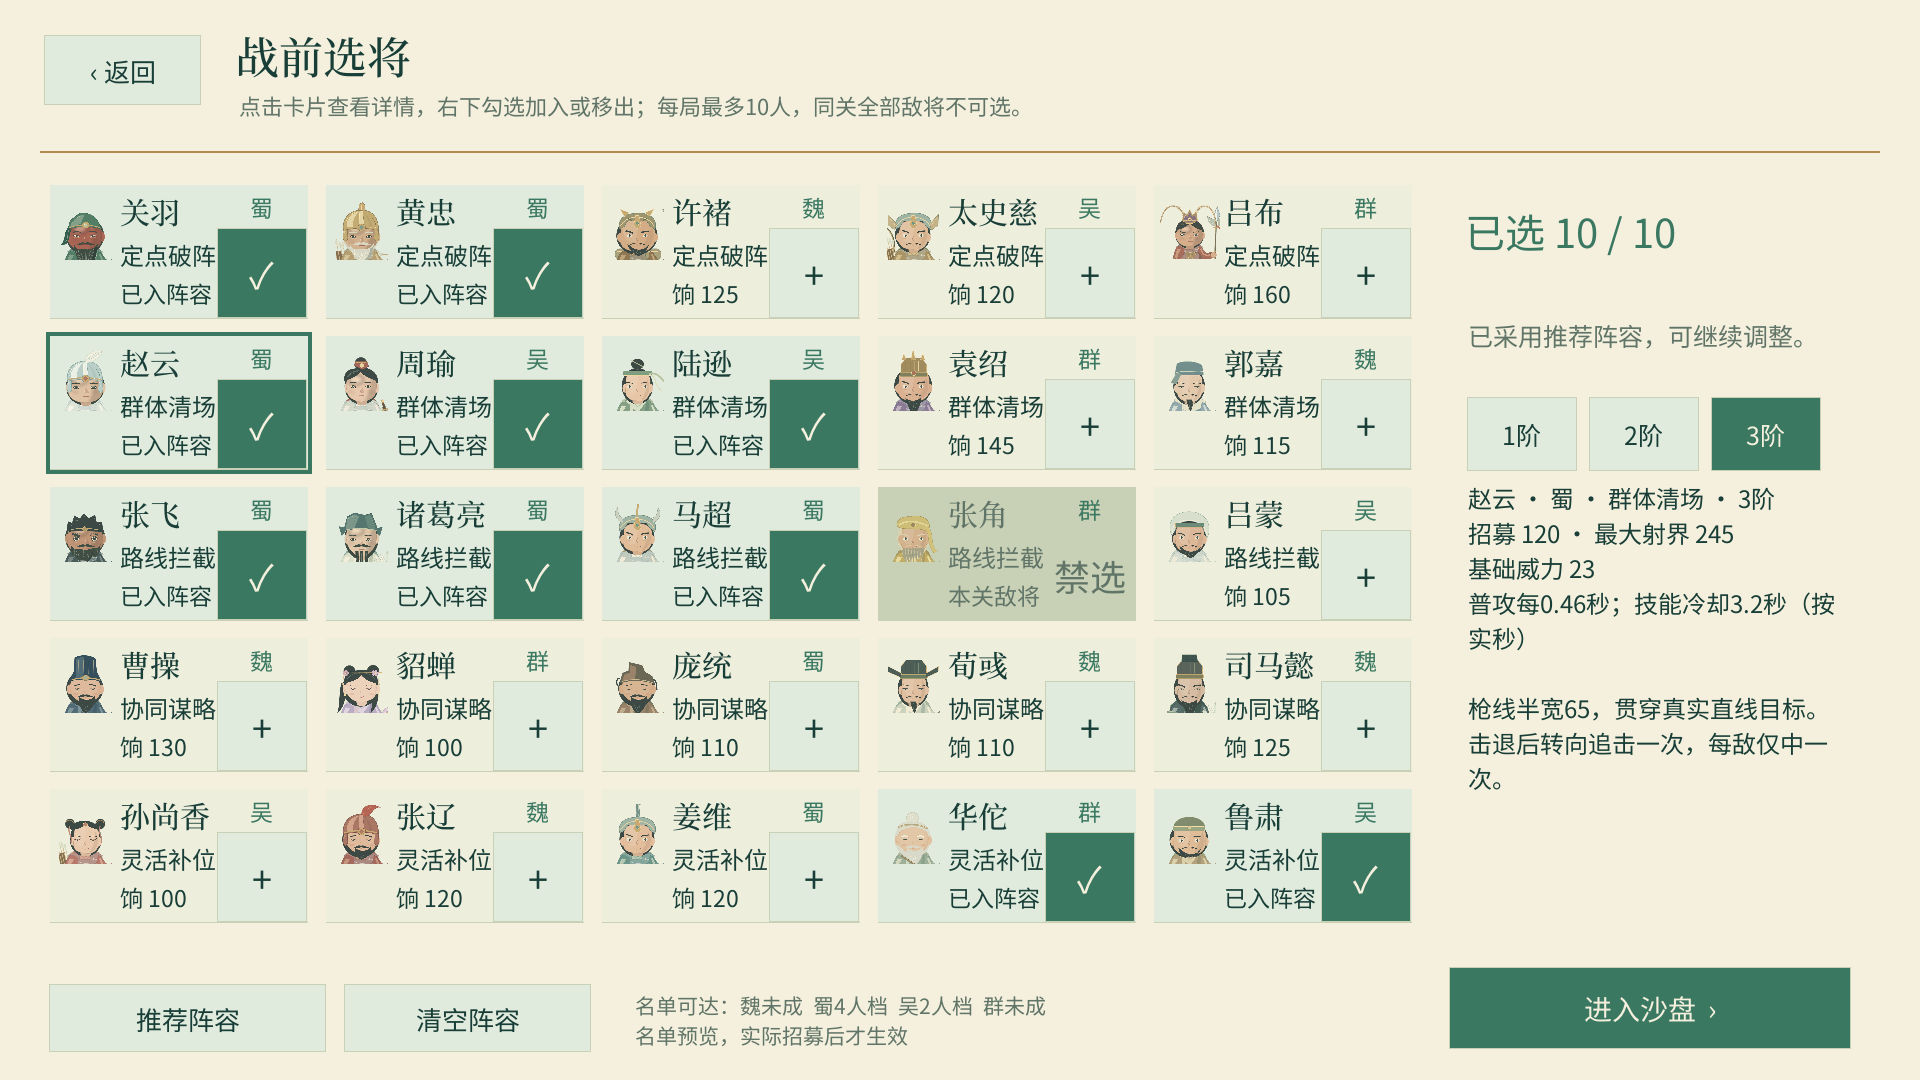 ‹ 返回
战前选将
点击卡片查看详情，右下勾选加入或移出；每局最多10人，同关全部敌将不可选。
关羽 蜀
定点破阵
已入阵容 ✓
黄忠 蜀
定点破阵
已入阵容 ✓
许褚 魏
定点破阵
饷 125 +
太史慈 吴
定点破阵
饷 120 +
吕布 群
定点破阵
饷 160 +
赵云 蜀
群体清场
已入阵容 ✓
周瑜 吴
群体清场
已入阵容 ✓
陆逊 吴
群体清场
已入阵容 ✓
袁绍 群
群体清场
饷 145 +
郭嘉 魏
群体清场
饷 115 +
张飞 蜀
路线拦截
已入阵容 ✓
诸葛亮 蜀
路线拦截
已入阵容 ✓
马超 蜀
路线拦截
已入阵容 ✓
张角 群
路线拦截
本关敌将 禁选
吕蒙 吴
路线拦截
饷 105 +
曹操 魏
协同谋略
饷 130 +
貂蝉 群
协同谋略
饷 100 +
庞统 蜀
协同谋略
饷 110 +
荀彧 魏
协同谋略
饷 110 +
司马懿 魏
协同谋略
饷 125 +
孙尚香 吴
灵活补位
饷 100 +
张辽 魏
灵活补位
饷 120 +
姜维 蜀
灵活补位
饷 120 +
华佗 群
灵活补位
已入阵容 ✓
鲁肃 吴
灵活补位
已入阵容 ✓
已选 10 / 10
已采用推荐阵容，可继续调整。
1阶 2阶 3阶
赵云 · 蜀 · 群体清场 · 3阶
招募 120 · 最大射界 245
基础威力 23
普攻每0.46秒；技能冷却3.2秒（按
实秒）
枪线半宽65，贯穿真实直线目标。
击退后转向追击一次，每敌仅中一
次。
推荐阵容
清空阵容
名单可达：魏未成 蜀4人档 吴2人档 群未成
名单预览，实际招募后才生效
进入沙盘 ›